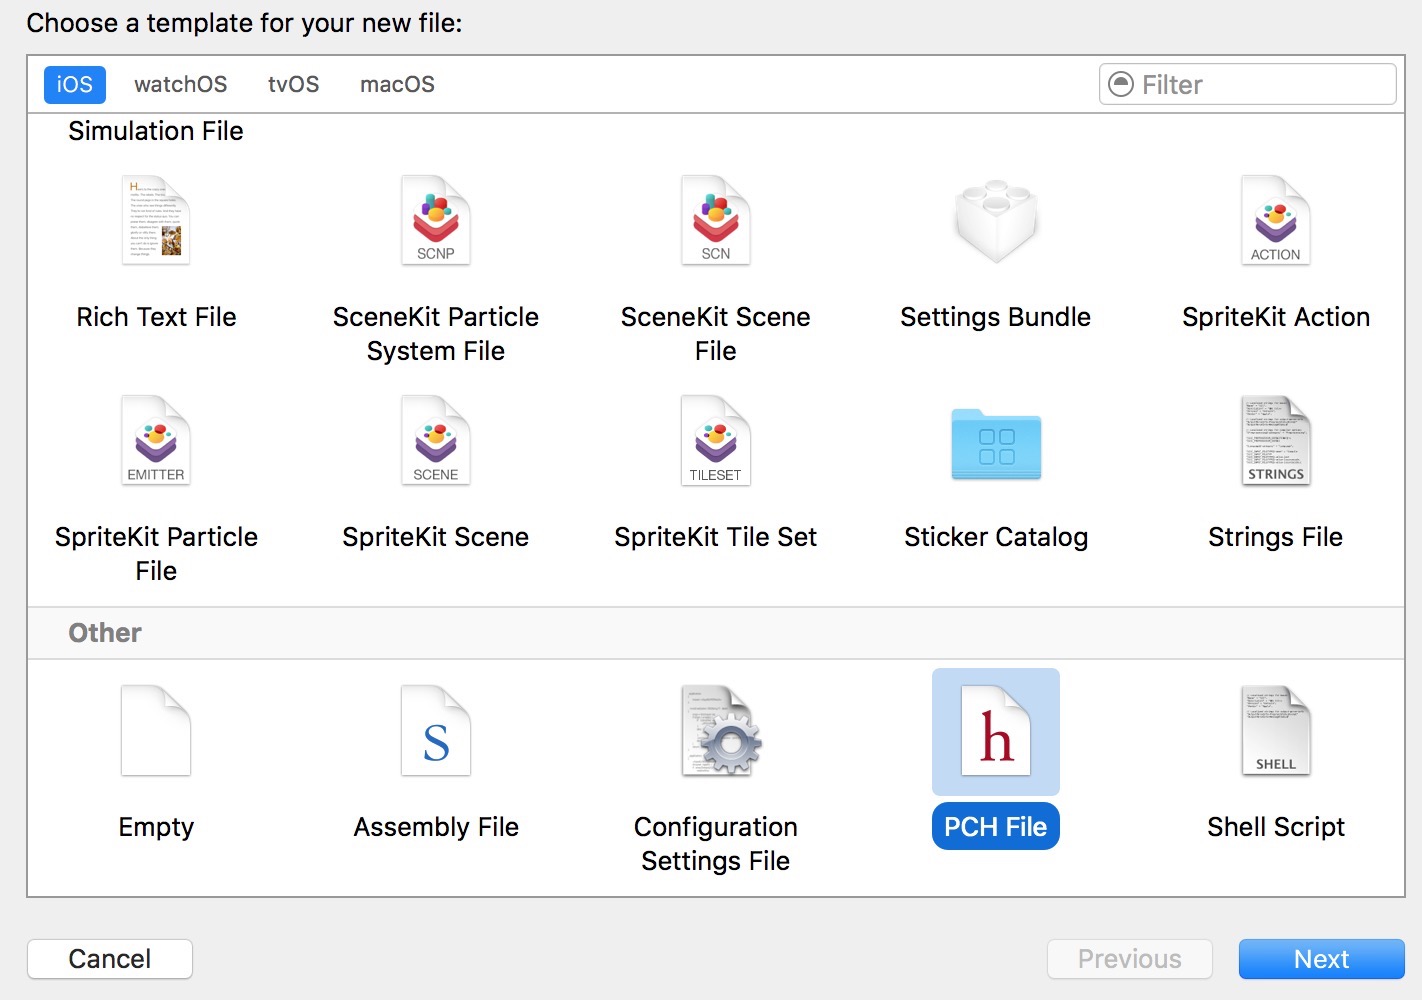 Choose a template for your new file:
iOS watchOS tvOS macOS Filter
Simulation File
H
SCNP
SCN
ACTION
Rich Text File
SceneKit Particle
System File
SceneKit Scene
File
Settings Bundle
SpriteKit Action
EMITTER
SCENE
TILESET
STRINGS
SpriteKit Particle
File
SpriteKit Scene
SpriteKit Tile Set
Sticker Catalog
Strings File
Other
S
h
SHELL
Empty
Assembly File
Configuration
Settings File
PCH File
Shell Script
Cancel
Previous
Next